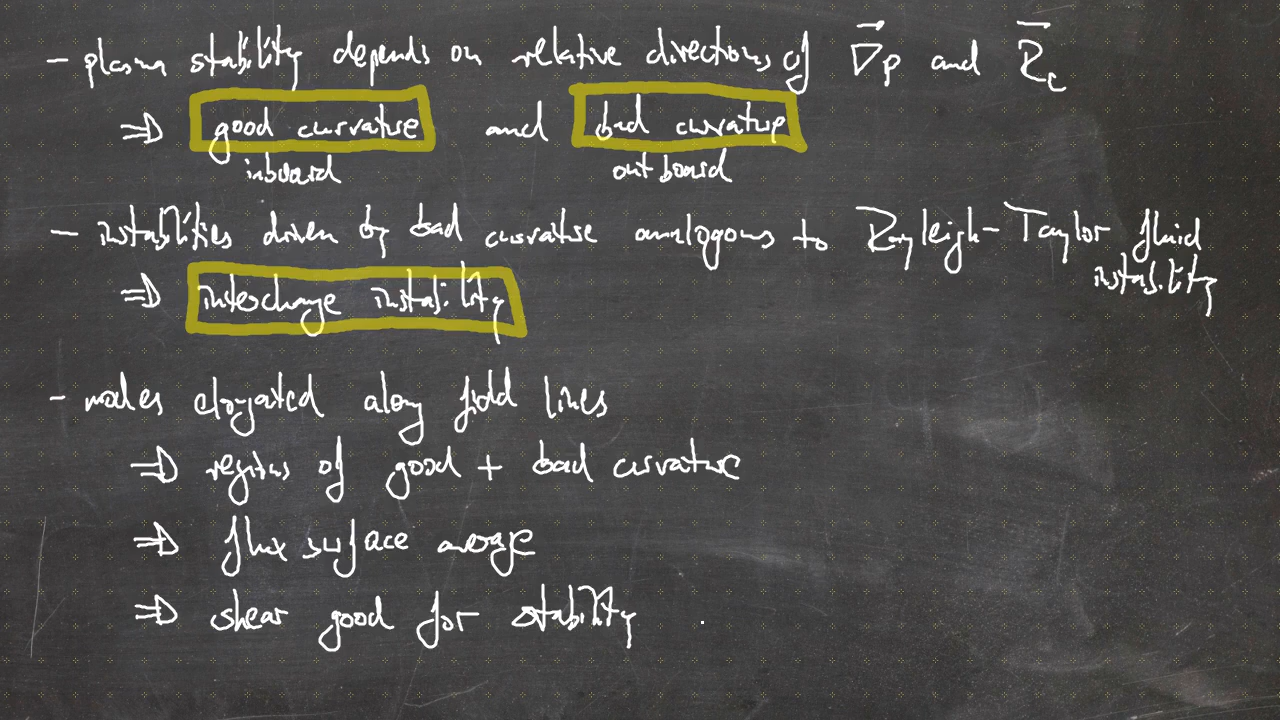 - plasma stability depends on relative directions of ∇⃗p and R⃗c
⇒ good curvature and bad curvature
inboard outboard
- instabilities driven by bad curvature analogous to Rayleigh-Taylor fluid
instability
⇒ interchange instability
- modes elongated along field lines
⇒ regions of good + bad curvature
⇒ flux surface average
⇒ shear good for stability